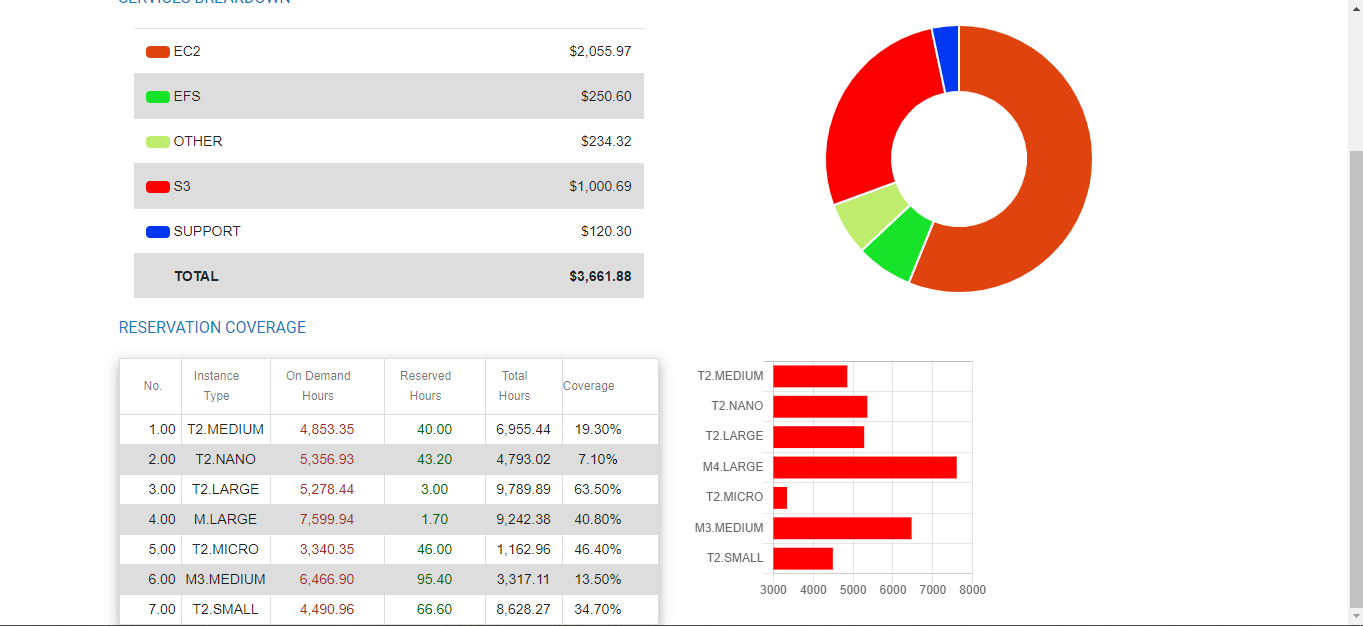 SERVICES BREAKDOWN
EC2 $2,055.97
EFS $250.60
OTHER $234.32
S3 $1,000.69
SUPPORT $120.30
TOTAL $3,661.88
RESERVATION COVERAGE
No. Instance Type On Demand Hours Reserved Hours Total Hours Coverage
1.00 T2.MEDIUM 4,853.35 40.00 6,955.44 19.30%
2.00 T2.NANO 5,356.93 43.20 4,793.02 7.10%
3.00 T2.LARGE 5,278.44 3.00 9,789.89 63.50%
4.00 M.LARGE 7,599.94 1.70 9,242.38 40.80%
5.00 T2.MICRO 3,340.35 46.00 1,162.96 46.40%
6.00 M3.MEDIUM 6,466.90 95.40 3,317.11 13.50%
7.00 T2.SMALL 4,490.96 66.60 8,628.27 34.70%
T2.MEDIUM
T2.NANO
T2.LARGE
M4.LARGE
T2.MICRO
M3.MEDIUM
T2.SMALL
3000 4000 5000 6000 7000 8000